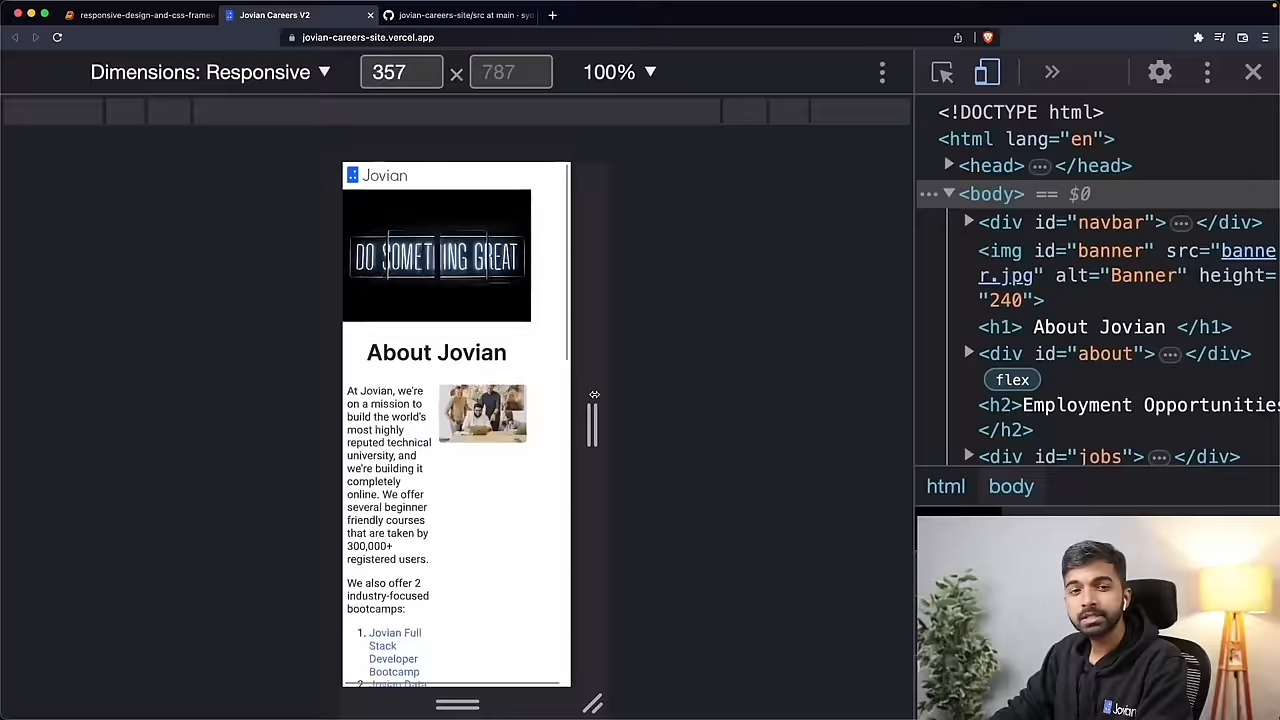 responsive-design-and-css-framew
Jovian Careers V2
jovian-careers-site/src at main · syd
jovian-careers-site.vercel.app
Dimensions: Responsive ▼ 357 × 787 100% ▼
<!DOCTYPE html>
<html lang="en">
<head> ⋯ </head>
⋯ <body> == $0
<div id="navbar"> ⋯ </div>
<img id="banner" src="banne
r.jpg" alt="Banner" height=
"240">
<h1> About Jovian </h1>
<div id="about"> ⋯ </div>
flex
<h2>Employment Opportunities
</h2>
<div id="jobs"> ⋯ </div>
html body
Jovian
DO SOMETHING GREAT
About Jovian
At Jovian, we're
on a mission to
build the world's
most highly
reputed technical
university, and
we're building it
completely
online. We offer
several beginner
friendly courses
that are taken by
300,000+
registered users.
We also offer 2
industry-focused
bootcamps:
1. Jovian Full
Stack
Developer
Bootcamp
2. Jovian Data
Jovian